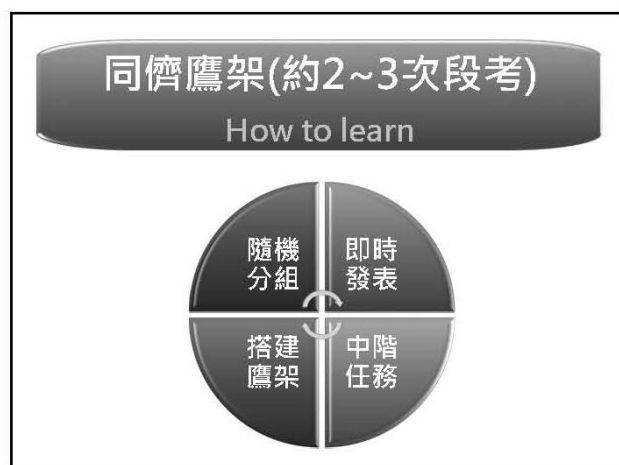 同儕鷹架(約2~3次段考)
How to learn
隨機
分組
即時
發表
搭建
鷹架
中階
任務